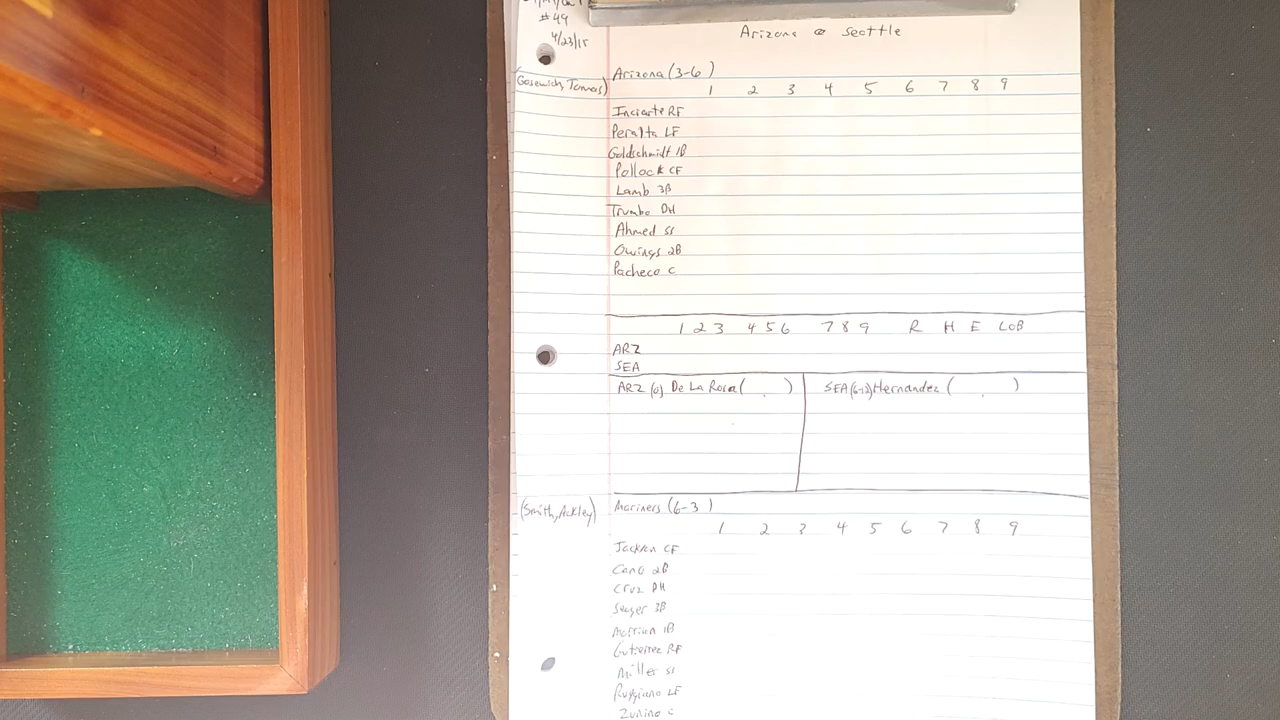 #49
4/23/15
Arizona @ Seattle
(Gosewich, Tomas)
Arizona (3-6)
1 2 3 4 5 6 7 8 9
Inciarte RF
Peralta LF
Goldschmidt 1B
Pollock CF
Lamb 3B
Trumbo DH
Ahmed SS
Owings 2B
Pacheco C
1 2 3 4 5 6 7 8 9 R H E LOB
ARZ
SEA
ARZ (0) De La Rosa ( . )
SEA Hernandez ( . )
(Smith, Ackley)
Mariners (6-3)
1 2 3 4 5 6 7 8 9
Jackson CF
Cano 2B
Cruz DH
Seager 3B
Morrison 1B
Gutierrez RF
Miller SS
Ruggiano LF
Zunino C